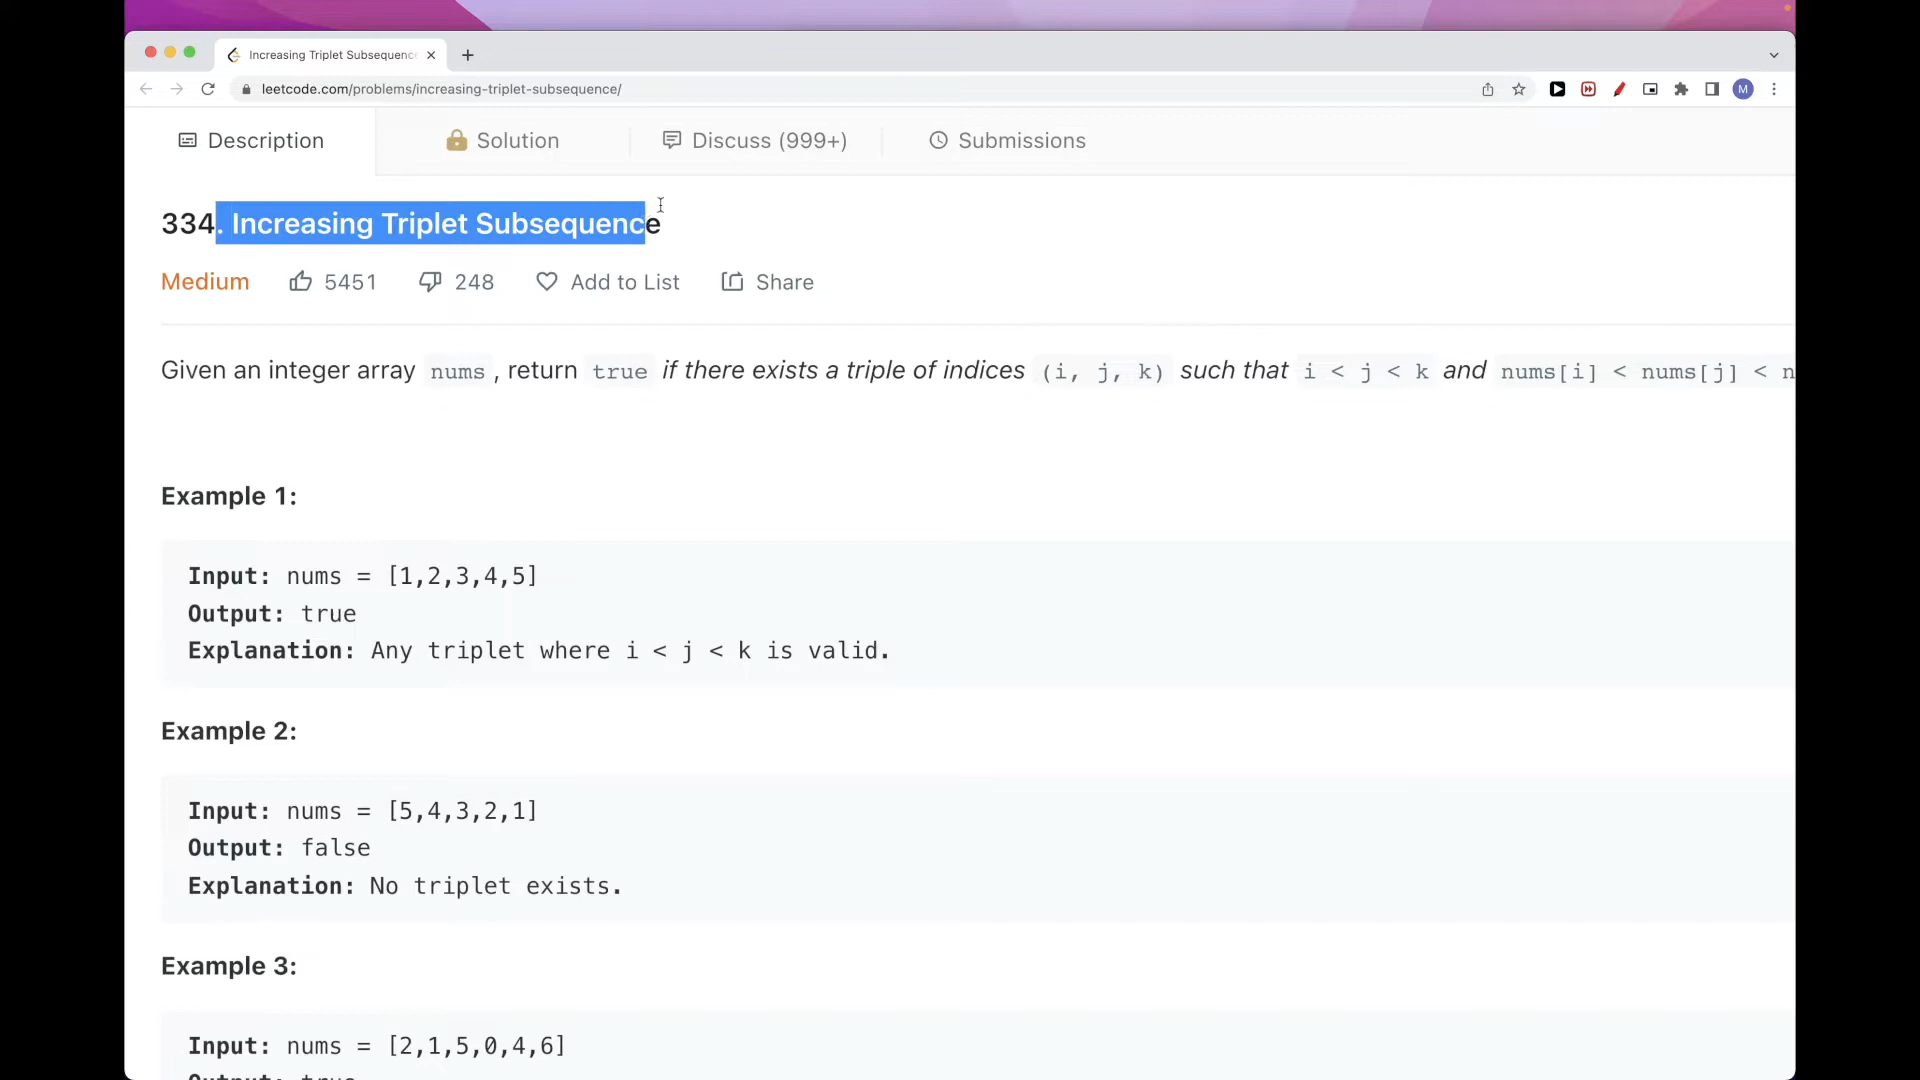 Increasing Triplet Subsequenc
leetcode.com/problems/increasing-triplet-subsequence/
M
Description
Solution
Discuss (999+)
Submissions
334. Increasing Triplet Subsequence
Medium
5451
248
Add to List
Share
Given an integer array nums, return true if there exists a triple of indices (i, j, k) such that i < j < k and nums[i] < nums[j] < n
Example 1:
Input: nums = [1,2,3,4,5]
Output: true
Explanation: Any triplet where i < j < k is valid.
Example 2:
Input: nums = [5,4,3,2,1]
Output: false
Explanation: No triplet exists.
Example 3:
Input: nums = [2,1,5,0,4,6]
Output: true